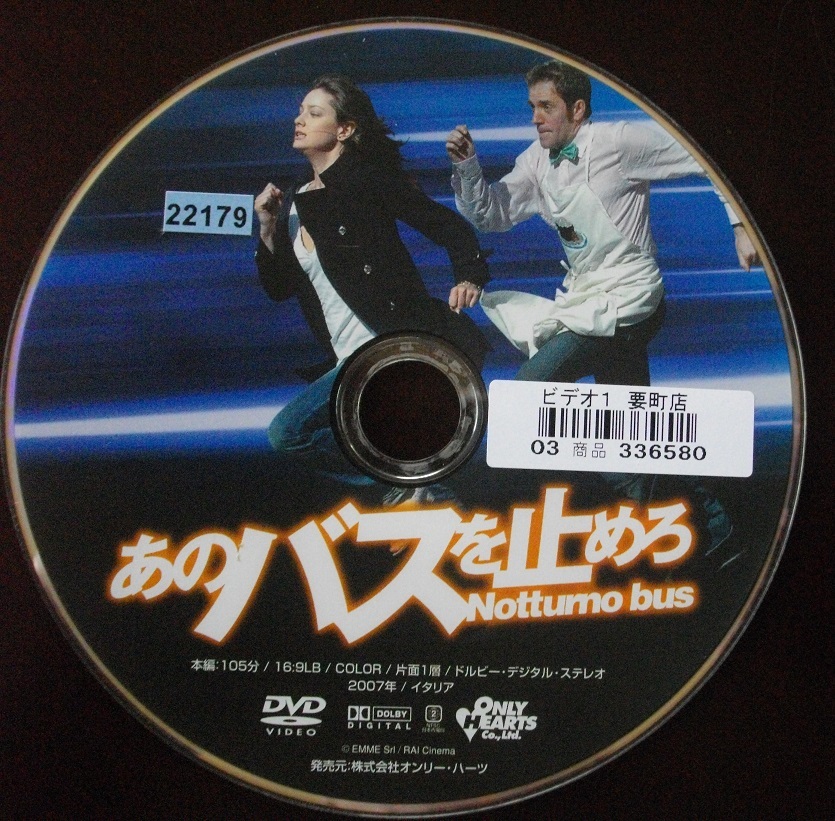 22179
ビデオ1 要町店
03 商品 336580
あのバスを止めろ
Notturno bus
本編:105分 / 16:9LB / COLOR / 片面1層 / ドルビー・デジタル・ステレオ
2007年 / イタリア
DVD
VIDEO
DOLBY
DIGITAL
2
ONLY
HEARTS
Co.,Ltd.
© EMME Srl / RAI Cinema
発売元:株式会社オンリー・ハーツ